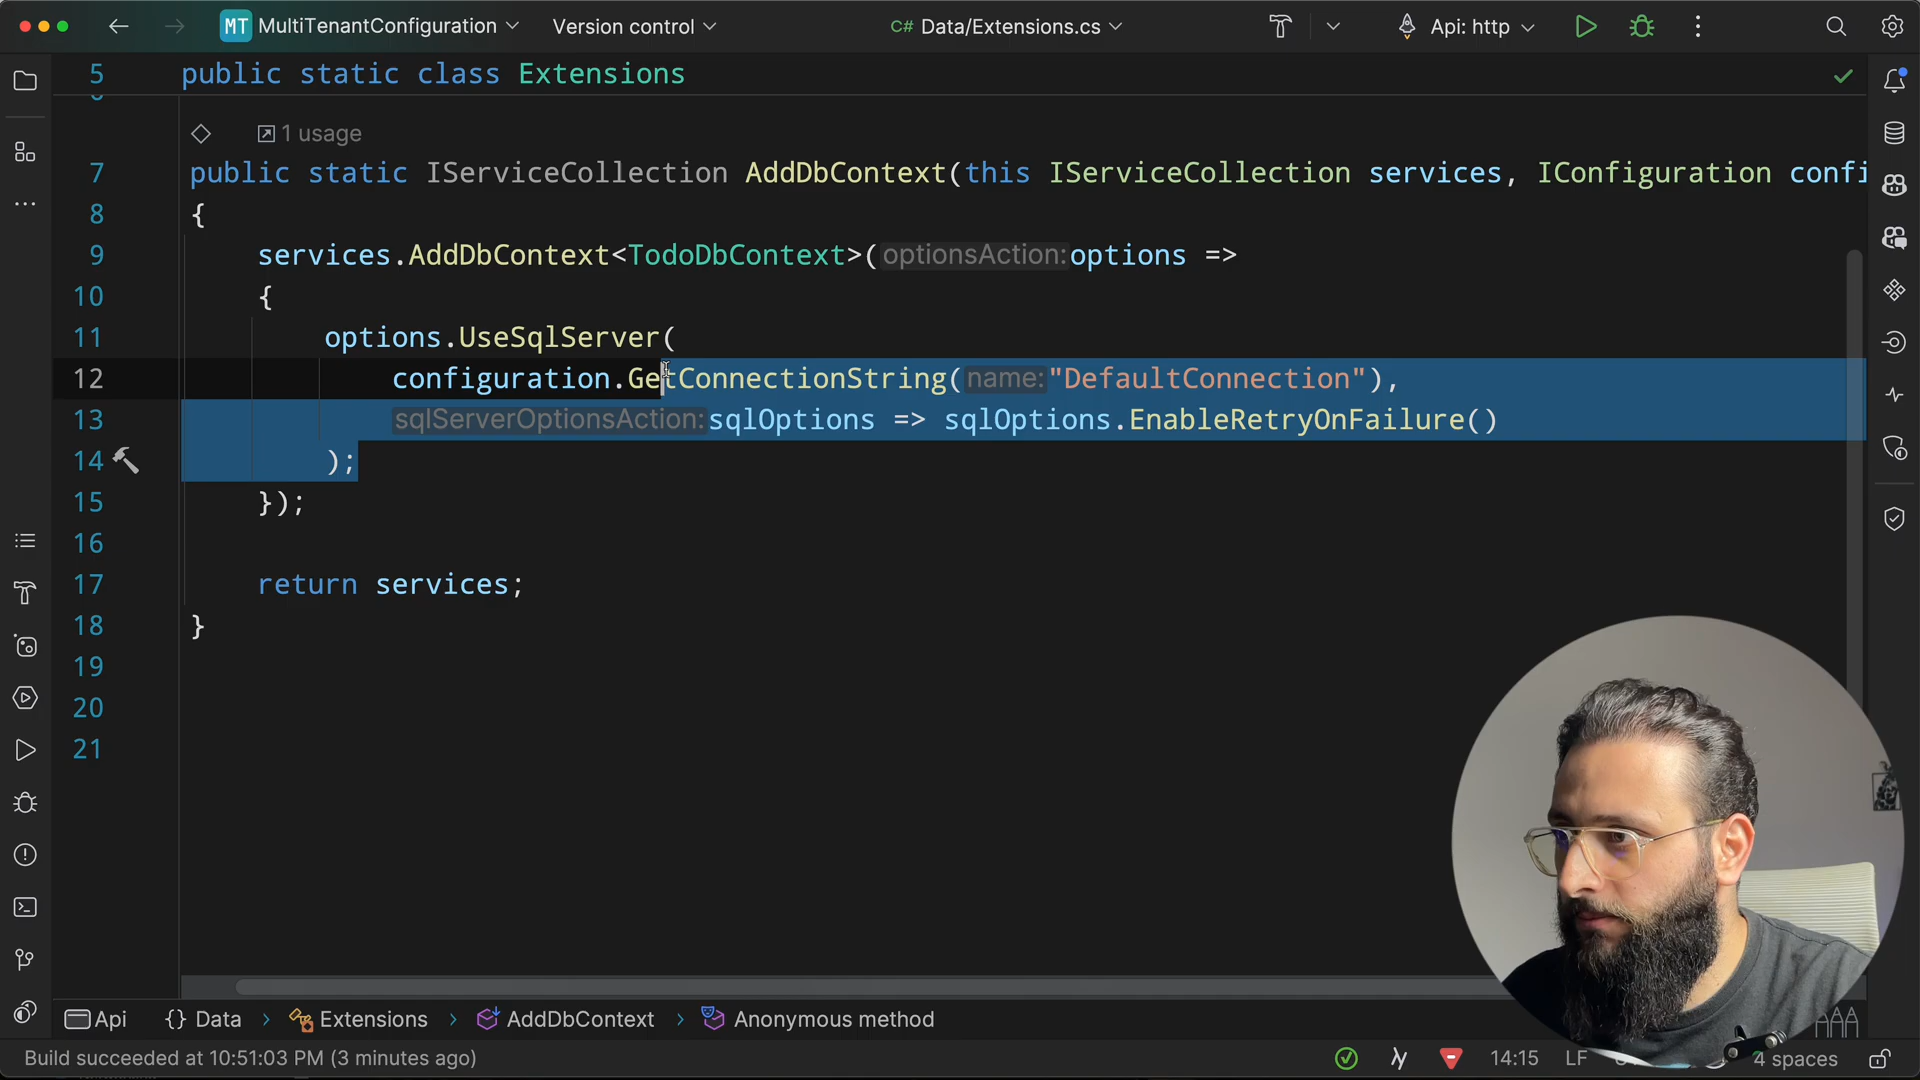 MT MultiTenantConfiguration Version control C# Data/Extensions.cs Api: http
5 public static class Extensions
6
1 usage
7 public static IServiceCollection AddDbContext(this IServiceCollection services, IConfiguration confi
8 {
9 services.AddDbContext<TodoDbContext>( optionsAction: options =>
10 {
11 options.UseSqlServer(
12 configuration.GetConnectionString( name: "DefaultConnection"),
13 sqlServerOptionsAction: sqlOptions => sqlOptions.EnableRetryOnFailure()
14 );
15 });
16
17 return services;
18 }
19
20
21
Api {} Data > Extensions > AddDbContext > Anonymous method
Build succeeded at 10:51:03 PM (3 minutes ago) 14:15 LF 4 spaces